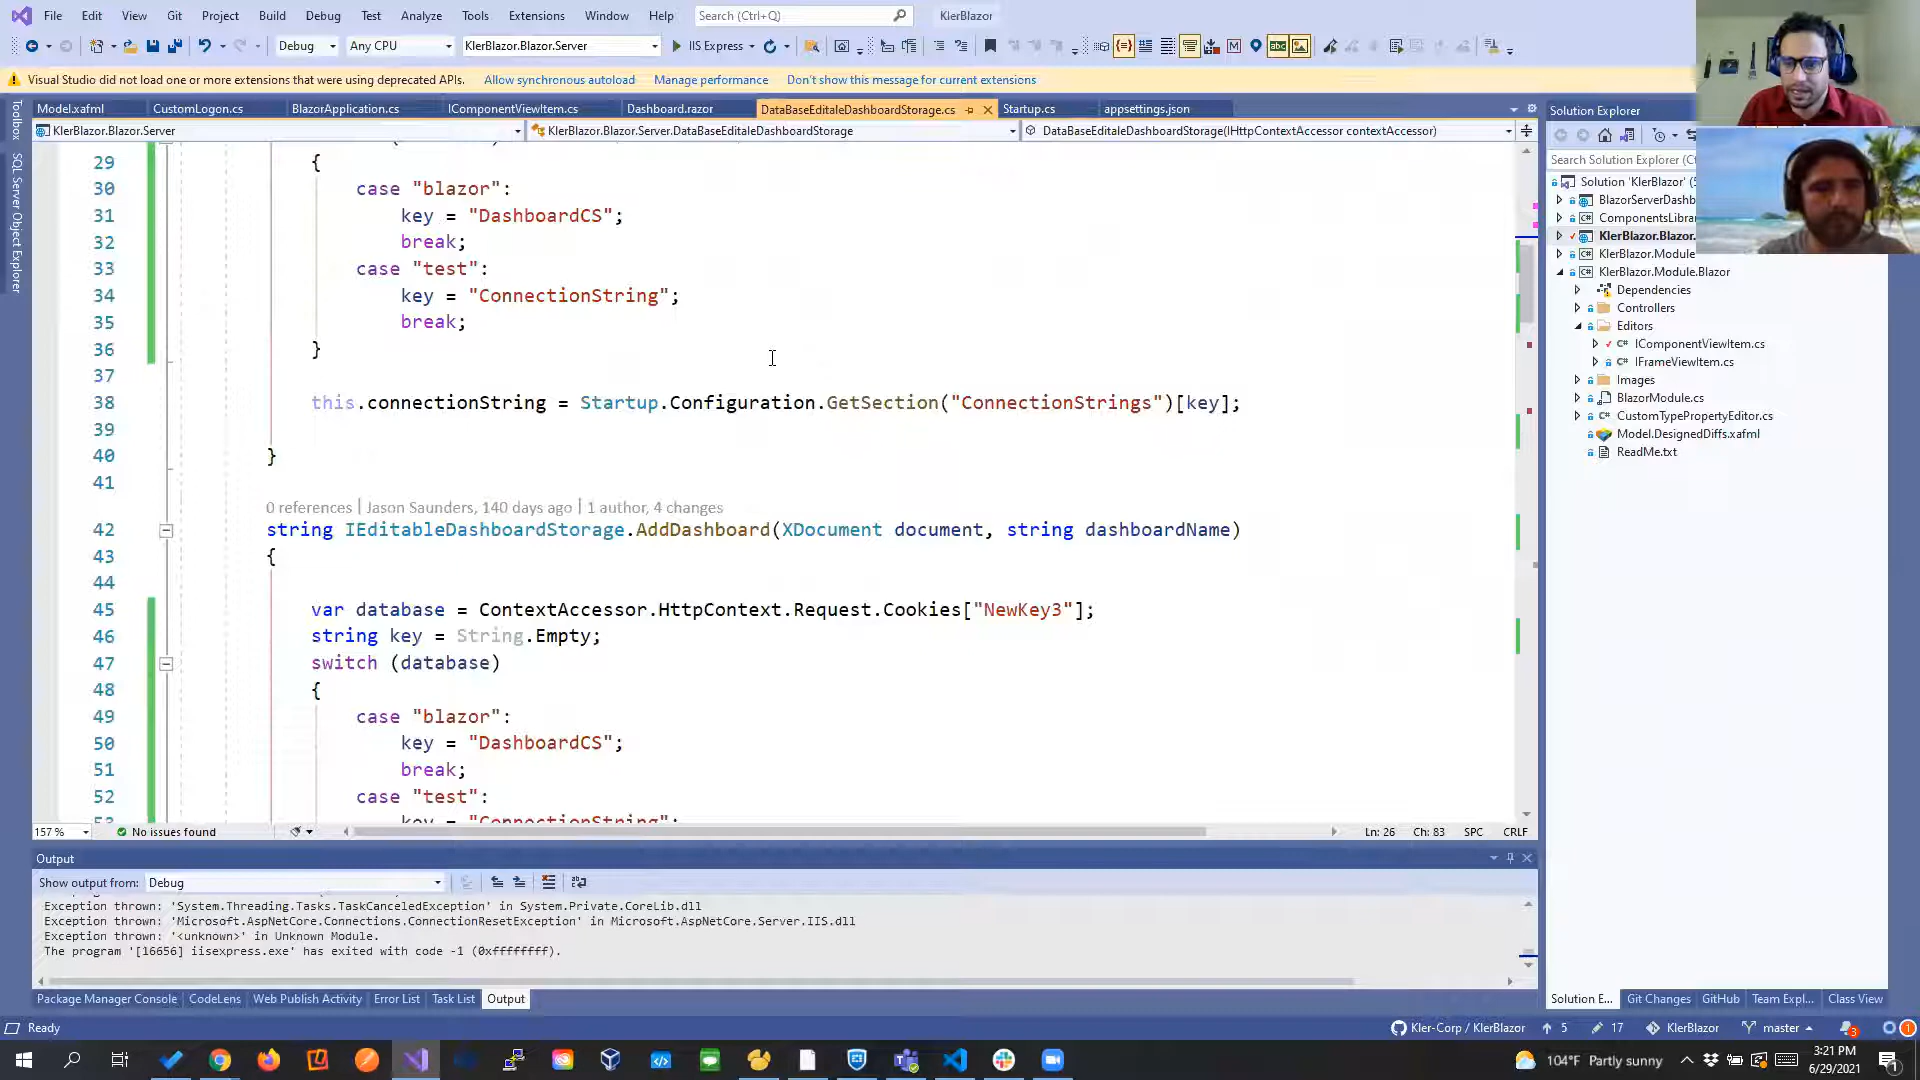 File Edit View Git Project Build Debug Test Analyze Tools Extensions Window Help Search (Ctrl+Q) KlerBlazor
Debug Any CPU KlerBlazor.Blazor.Server IIS Express
Visual Studio did not load one or more extensions that were using deprecated APIs. Allow synchronous autoload Manage performance Don't show this message for current extensions
Toolbox
SQL Server Object Explorer
Model.xafml CustomLogon.cs BlazorApplication.cs IComponentViewItem.cs Dashboard.razor DataBaseEditaleDashboardStorage.cs Startup.cs appsettings.json
KlerBlazor.Blazor.Server KlerBlazor.Blazor.Server.DataBaseEditaleDashboardStorage DataBaseEditaleDashboardStorage(IHttpContextAccessor contextAccessor)
29 {
30 case "blazor":
31 key = "DashboardCS";
32 break;
33 case "test":
34 key = "ConnectionString";
35 break;
36 }
37
38 this.connectionString = Startup.Configuration.GetSection("ConnectionStrings")[key];
39
40 }
41
0 references | Jason Saunders, 140 days ago | 1 author, 4 changes
42 string IEditableDashboardStorage.AddDashboard(XDocument document, string dashboardName)
43 {
44
45 var database = ContextAccessor.HttpContext.Request.Cookies["NewKey3"];
46 string key = String.Empty;
47 switch (database)
48 {
49 case "blazor":
50 key = "DashboardCS";
51 break;
52 case "test":
key = "ConnectionString";
157 % No issues found Ln: 26 Ch: 83 SPC CRLF
Output
Show output from: Debug
Exception thrown: 'System.Threading.Tasks.TaskCanceledException' in System.Private.CoreLib.dll
Exception thrown: 'Microsoft.AspNetCore.Connections.ConnectionResetException' in Microsoft.AspNetCore.Server.IIS.dll
Exception thrown: '<unknown>' in Unknown Module.
The program '[16656] iisexpress.exe' has exited with code -1 (0xffffffff).
Package Manager Console CodeLens Web Publish Activity Error List Task List Output
Solution Explorer
Search Solution Explorer (Ct
Solution 'KlerBlazor' (5
BlazorServerDashb
ComponentsLibrar
KlerBlazor.Blazor.
KlerBlazor.Module
KlerBlazor.Module.Blazor
Dependencies
Controllers
Editors
IComponentViewItem.cs
IFrameViewItem.cs
Images
BlazorModule.cs
CustomTypePropertyEditor.cs
Model.DesignedDiffs.xafml
ReadMe.txt
Solution E... Git Changes GitHub Team Expl... Class View
Ready Kler-Corp / KlerBlazor 5 17 KlerBlazor master 3 1
104°F Partly sunny 3:21 PM
6/29/2021 1